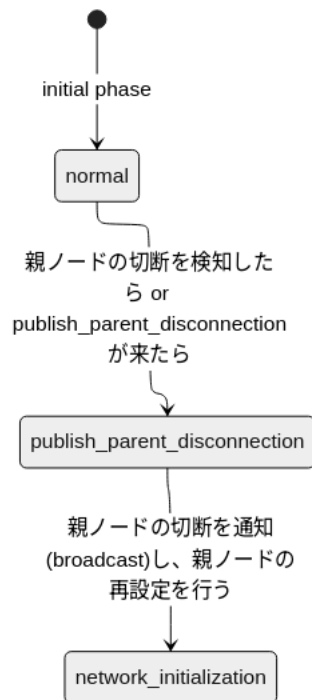 initial phase
normal
親ノードの切断を検知した
ら or
publish_parent_disconnection
が来たら
publish_parent_disconnection
親ノードの切断を通知
(broadcast)し、親ノードの
再設定を行う
network_initialization